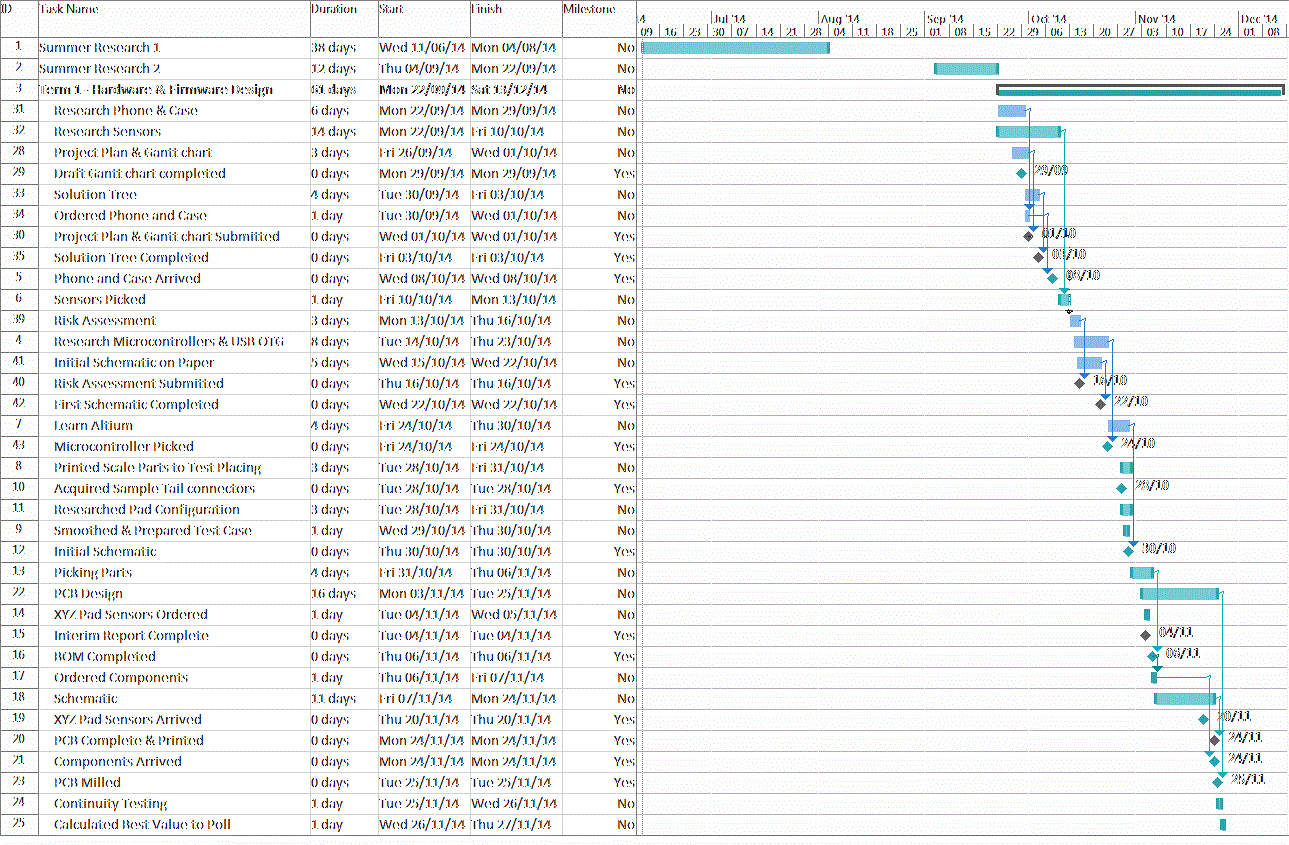 ID Task Name Duration Start Finish Milestone 4 Jul '14 Aug '14 Sep '14 Oct '14 Nov '14 Dec '14
09 16 23 30 07 14 21 28 04 11 18 25 01 08 15 22 29 06 13 20 27 03 10 17 24 01 08
1 Summer Research 1 38 days Wed 11/06/14 Mon 04/08/14 No
2 Summer Research 2 12 days Thu 04/09/14 Mon 22/09/14 No
3 Term 1 - Hardware & Firmware Design 61 days Mon 22/09/14 Sat 13/12/14 No
31 Research Phone & Case 6 days Mon 22/09/14 Mon 29/09/14 No
32 Research Sensors 14 days Mon 22/09/14 Fri 10/10/14 No
28 Project Plan & Gantt chart 3 days Fri 26/09/14 Wed 01/10/14 No
29 Draft Gantt chart completed 0 days Mon 29/09/14 Mon 29/09/14 Yes 29/09
33 Solution Tree 4 days Tue 30/09/14 Fri 03/10/14 No
34 Ordered Phone and Case 1 day Tue 30/09/14 Wed 01/10/14 No
30 Project Plan & Gantt chart Submitted 0 days Wed 01/10/14 Wed 01/10/14 Yes 01/10
35 Solution Tree Completed 0 days Fri 03/10/14 Fri 03/10/14 Yes 03/10
5 Phone and Case Arrived 0 days Wed 08/10/14 Wed 08/10/14 Yes 08/10
6 Sensors Picked 1 day Fri 10/10/14 Mon 13/10/14 No
39 Risk Assessment 3 days Mon 13/10/14 Thu 16/10/14 No
4 Research Microcontrollers & USB OTG 8 days Tue 14/10/14 Thu 23/10/14 No
41 Initial Schematic on Paper 5 days Wed 15/10/14 Wed 22/10/14 No
40 Risk Assessment Submitted 0 days Thu 16/10/14 Thu 16/10/14 Yes 16/10
42 First Schematic Completed 0 days Wed 22/10/14 Wed 22/10/14 Yes 22/10
7 Learn Altium 4 days Fri 24/10/14 Thu 30/10/14 No
43 Microcontroller Picked 0 days Fri 24/10/14 Fri 24/10/14 Yes 24/10
8 Printed Scale Parts to Test Placing 3 days Tue 28/10/14 Fri 31/10/14 No
10 Acquired Sample Tail connectors 0 days Tue 28/10/14 Tue 28/10/14 Yes 28/10
11 Researched Pad Configuration 3 days Tue 28/10/14 Fri 31/10/14 No
9 Smoothed & Prepared Test Case 1 day Wed 29/10/14 Thu 30/10/14 No
12 Initial Schematic 0 days Thu 30/10/14 Thu 30/10/14 Yes 30/10
13 Picking Parts 4 days Fri 31/10/14 Thu 06/11/14 No
22 PCB Design 16 days Mon 03/11/14 Tue 25/11/14 No
14 XYZ Pad Sensors Ordered 1 day Tue 04/11/14 Wed 05/11/14 No
15 Interim Report Complete 0 days Tue 04/11/14 Tue 04/11/14 Yes 04/11
16 BOM Completed 0 days Thu 06/11/14 Thu 06/11/14 Yes 06/11
17 Ordered Components 1 day Thu 06/11/14 Fri 07/11/14 No
18 Schematic 11 days Fri 07/11/14 Mon 24/11/14 No
19 XYZ Pad Sensors Arrived 0 days Thu 20/11/14 Thu 20/11/14 Yes 20/11
20 PCB Complete & Printed 0 days Mon 24/11/14 Mon 24/11/14 Yes 24/11
21 Components Arrived 0 days Mon 24/11/14 Mon 24/11/14 Yes 24/11
23 PCB Milled 0 days Tue 25/11/14 Tue 25/11/14 Yes 25/11
24 Continuity Testing 1 day Tue 25/11/14 Wed 26/11/14 No
25 Calculated Best Value to Poll 1 day Wed 26/11/14 Thu 27/11/14 No